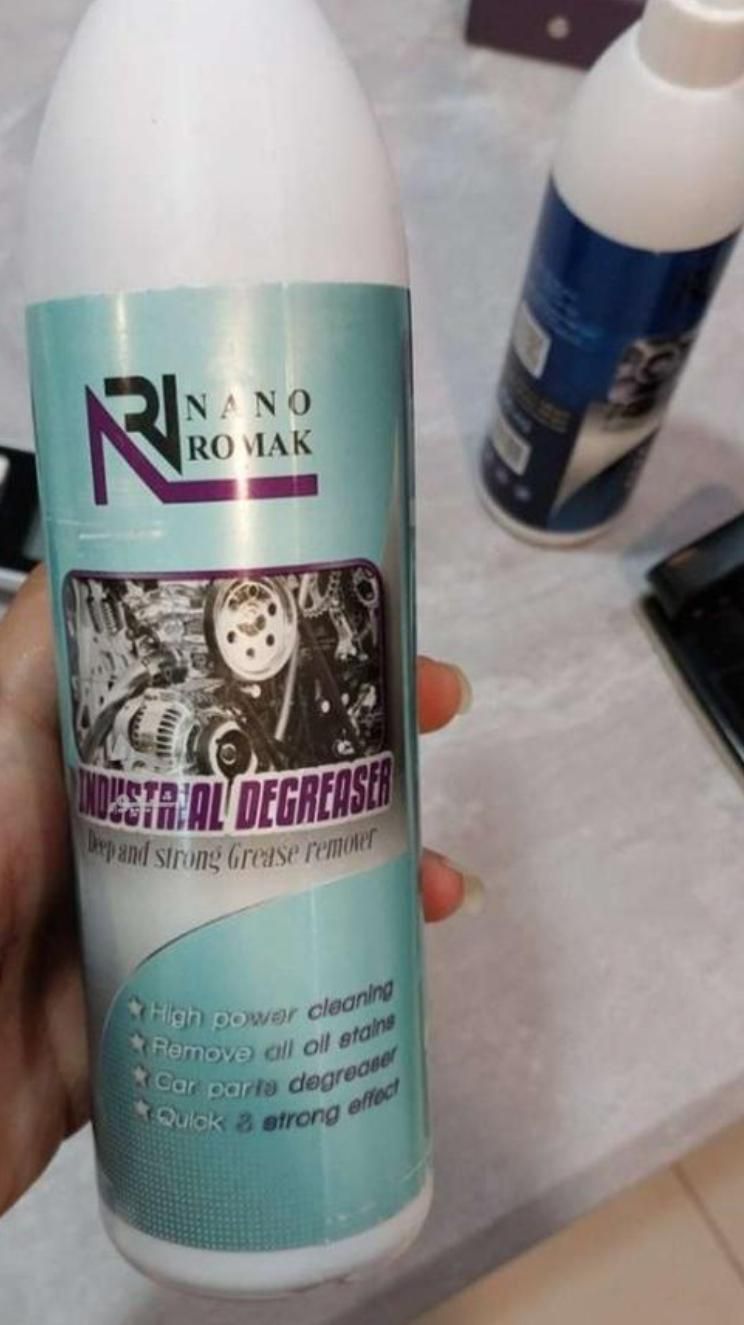 NANO
ROMAK
INDUSTRIAL DEGREASER
Deep and strong Grease remover
High power cleaning
Remove all oil stains
Car parts degreaser
Quick & strong effect